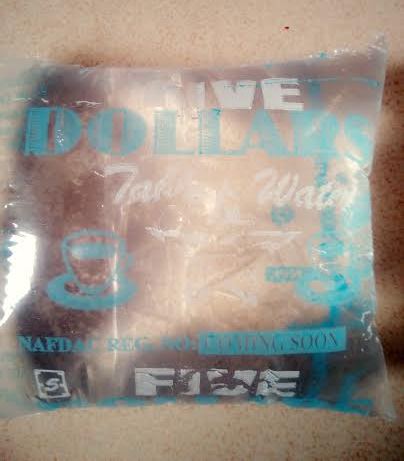 FIVE
DOLLARS
Table Water
NAFDAC REG. NO: COMING SOON
S
FIVE